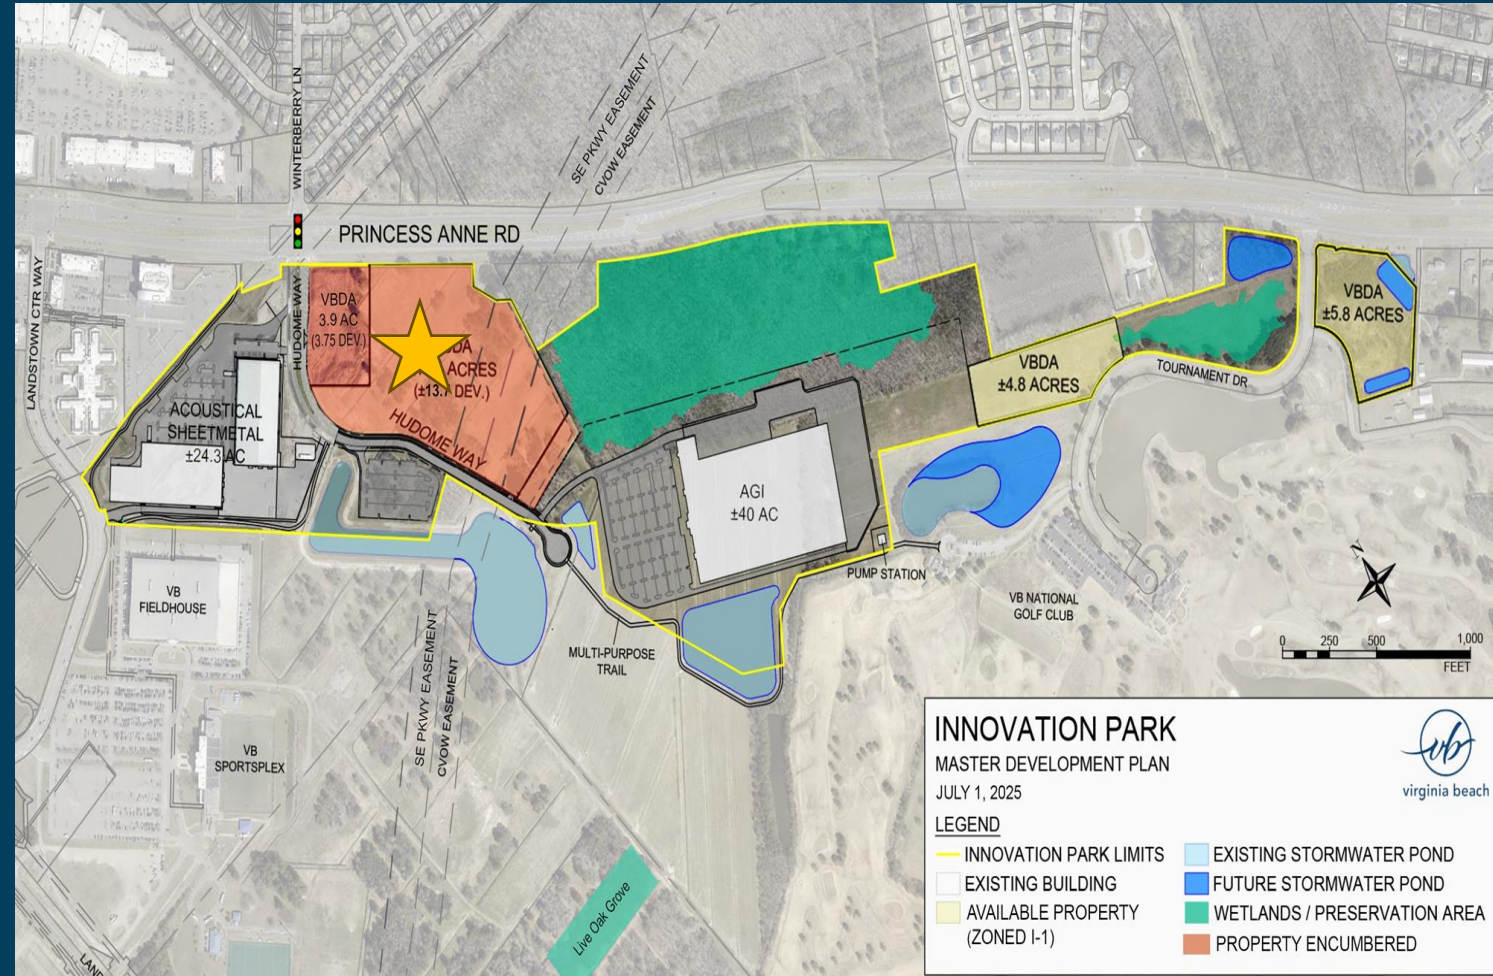 WINTERBERRY LN
SE PKWY EASEMENT
CVOW EASEMENT
PRINCESS ANNE RD
LANDSTOWN CTR WAY
HUDOME WAY
VBDA
3.9 AC
(3.75 DEV.)
ACRES
DEV.)
HUDOME WAY
ACOUSTICAL
SHEETMETAL
±24.3 AC
VBDA
±5.8 ACRES
VBDA
±4.8 ACRES
TOURNAMENT DR
AGI
±40 AC
PUMP STATION
VB
FIELDHOUSE
VB NATIONAL
GOLF CLUB
N
0 250 500 1,000
FEET
MULTI-PURPOSE
TRAIL
SE PKWY EASEMENT
CVOW EASEMENT
VB
SPORTSPLEX
Live Oak Grove
INNOVATION PARK
MASTER DEVELOPMENT PLAN
JULY 1, 2025
vb
virginia beach
LEGEND
INNOVATION PARK LIMITS
EXISTING BUILDING
AVAILABLE PROPERTY
(ZONED I-1)
EXISTING STORMWATER POND
FUTURE STORMWATER POND
WETLANDS / PRESERVATION AREA
PROPERTY ENCUMBERED